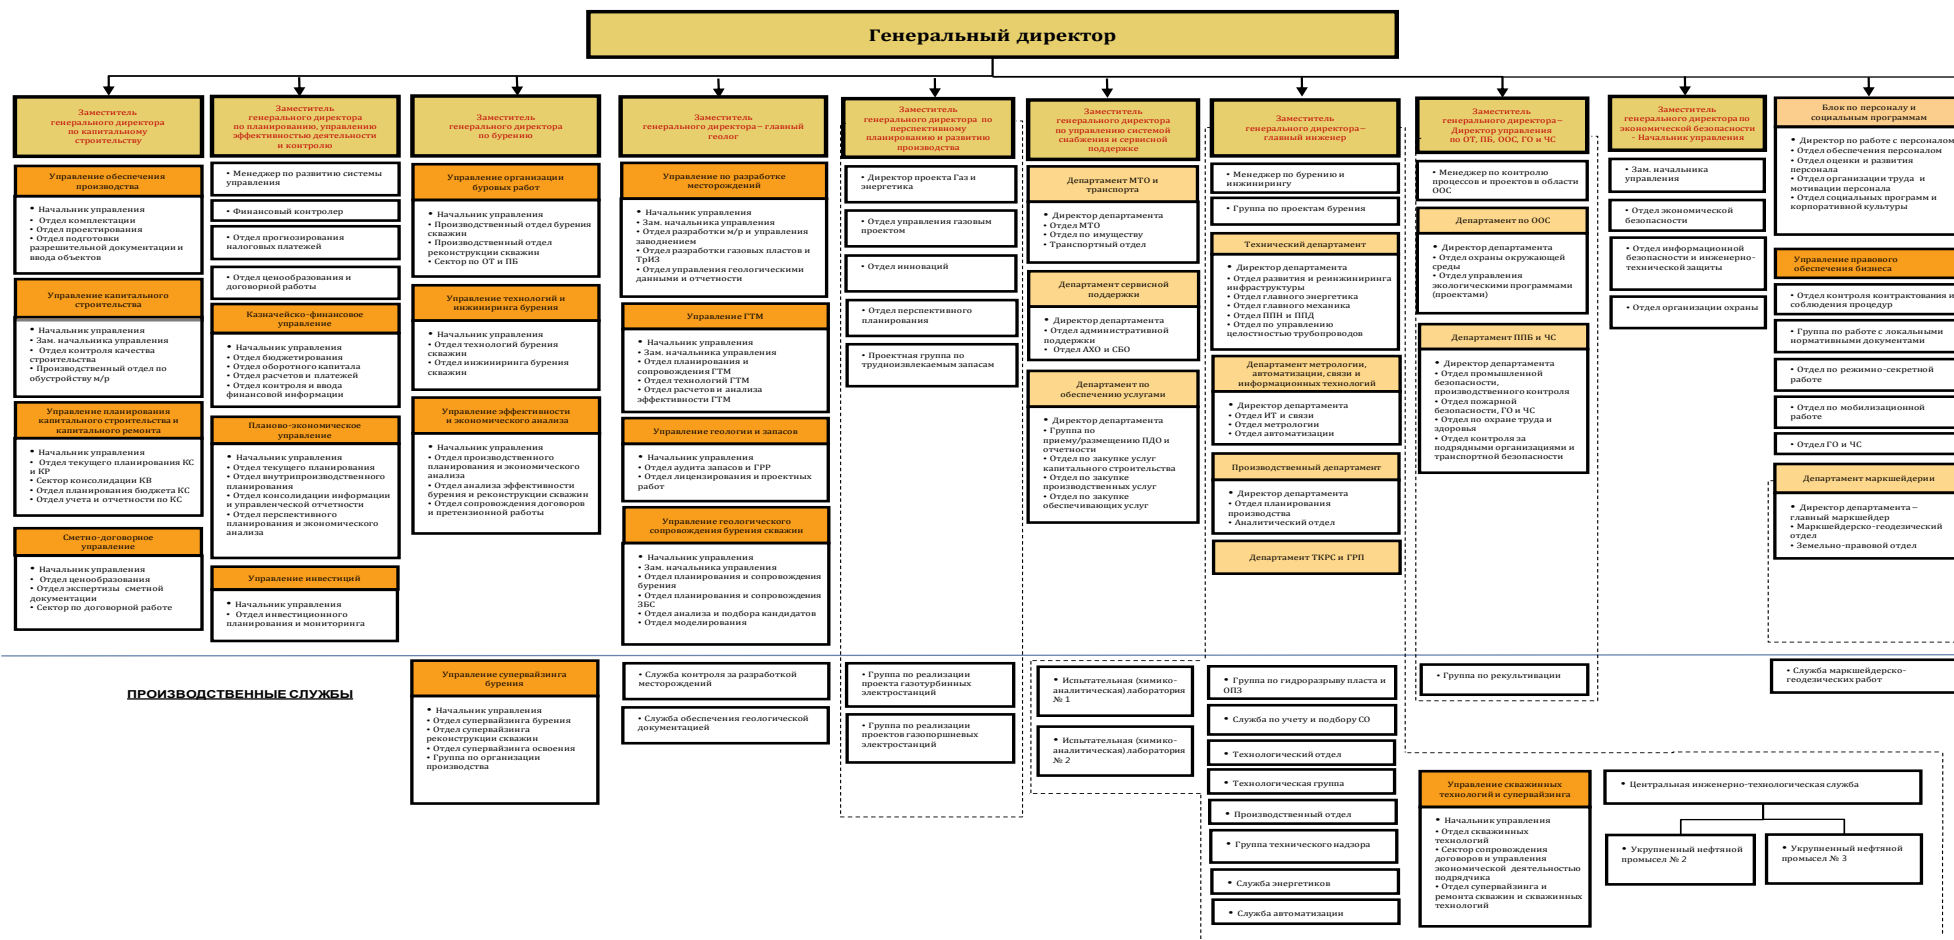 Генеральный директор
Заместитель
генерального директора
по капитальному
строительству
Управление обеспечения
производства
• Начальник управления
• Отдел комплектации
• Отдел проектирования
• Отдел подготовки
разрешительной документации и
ввода объектов
Управление капитального
строительства
• Начальник управления
• Зам. начальника управления
• Отдел контроля качества
строительства
• Производственный отдел по
обустройству м/р
Управление планирования
капитального строительства и
капитального ремонта
• Начальник управления
• Отдел текущего планирования КС
и КР
• Сектор консолидации КВ
• Отдел планирования бюджета КС
• Отдел учета и отчетности по КС
Сметно-договорное
управление
• Начальник управления
• Отдел ценообразования
• Отдел экспертизы сметной
документации
• Сектор по договорной работе
Заместитель
генерального директора
по планированию, управлению
эффективностью деятельности
и контролю
• Менеджер по развитию системы
управления
• Финансовый контролер
• Отдел прогнозирования
налоговых платежей
• Отдел ценообразования и
договорной работы
Казначейско-финансовое
управление
• Начальник управления
• Отдел бюджетирования
• Отдел оборотного капитала
• Отдел расчетов и платежей
• Отдел контроля и ввода
финансовой информации
Планово-экономическое
управление
• Начальник управления
• Отдел текущего планирования
• Отдел внутрипроизводственного
планирования
• Отдел консолидации информации
и управленческой отчетности
• Отдел перспективного
планирования и экономического
анализа
Управление инвестиций
• Начальник управления
• Отдел инвестиционного
планирования и мониторинга
Заместитель
генерального директора
по бурению
Управление организации
буровых работ
• Начальник управления
• Производственный отдел бурения
скважин
• Производственный отдел
реконструкции скважин
• Сектор по ОТ и ПБ
Управление технологий и
инжиниринга бурения
• Начальник управления
• Отдел технологий бурения
скважин
• Отдел инжиниринга бурения
скважин
Управление эффективности
и экономического анализа
• Начальник управления
• Отдел производственного
планирования и экономического
анализа
• Отдел анализа эффективности
бурения и реконструкции скважин
• Отдел сопровождения договоров
и претензионной работы
Заместитель
генерального директора – главный
геолог
Управление по разработке
месторождений
• Начальник управления
• Зам. начальника управления
• Отдел разработки м/р и управления
заводнением
• Отдел разработки газовых пластов и
ТрИЗ
• Отдел управления геологическими
данными и отчетности
Управление ГТМ
• Начальник управления
• Зам. начальника управления
• Отдел планирования и
сопровождения ГТМ
• Отдел технологий ГТМ
• Отдел расчетов и анализа
эффективности ГТМ
Управление геологии и запасов
• Начальник управления
• Отдел аудита запасов и ГРР
• Отдел лицензирования и проектных
работ
Управление геологического
сопровождения бурения скважин
• Начальник управления
• Зам. начальника управления
• Отдел планирования и сопровождения
бурения
• Отдел планирования и сопровождения
ЗБС
• Отдел анализа и подбора кандидатов
• Отдел моделирования
Заместитель
генерального директора по
перспективному
планированию и развитию
производства
• Директор проекта Газ и
энергетика
• Отдел управления газовым
проектом
• Отдел инноваций
• Отдел перспективного
планирования
• Проектная группа по
трудноизвлекаемым запасам
Заместитель
генерального директора
по управлению системой
снабжения и сервисной
поддержке
Департамент МТО и
транспорта
• Директор департамента
• Отдел МТО
• Отдел по имуществу
• Транспортный отдел
Департамент сервисной
поддержки
• Директор департамента
• Отдел административной
поддержки
• Отдел АХО и СБО
Департамент по
обеспечению услугами
• Директор департамента
• Группа по
приему/размещению ПДО и
отчетности
• Отдел по закупке услуг
капитального строительства
• Отдел по закупке
производственных услуг
• Отдел по закупке
обеспечивающих услуг
Заместитель
генерального директора–
главный инженер
• Менеджер по бурению и
инжинирингу
• Группа по проектам бурения
Технический департамент
• Директор департамента
• Отдел развития и реинжиниринга
инфраструктуры
• Отдел главного энергетика
• Отдел главного механика
• Отдел ППН и ППД
• Отдел по управлению
целостностью трубопроводов
Департамент метрологии,
автоматизации, связи и
информационных технологий
• Директор департамента
• Отдел ИТ и связи
• Отдел метрологии
• Отдел автоматизации
Производственный департамент
• Директор департамента
• Отдел планирования
производства
• Аналитический отдел
Департамент ТКРС и ГРП
Заместитель
генерального директора–
Директор управления
по ОТ, ПБ, ООС, ГО и ЧС
• Менеджер по контролю
процессов и проектов в области
ООС
Департамент по ООС
• Директор департамента
• Отдел охраны окружающей
среды
• Отдел управления
экологическими программами
(проектами)
Департамент ППБ и ЧС
• Директор департамента
• Отдел промышленной
безопасности,
производственного контроля
• Отдел пожарной
безопасности, ГО и ЧС
• Отдел по охране труда и
здоровья
• Отдел контроля за
подрядными организациями и
транспортной безопасности
Заместитель
генерального директора по
экономической безопасности
- Начальник управления
• Зам. начальника
управления
• Отдел экономической
безопасности
• Отдел информационной
безопасности и инженерно-
технической защиты
• Отдел организации охраны
Блок по персоналу и
социальным программам
• Директор по работе с персоналом
• Отдел обеспечения персоналом
• Отдел оценки и развития
персонала
• Отдел организации труда и
мотивации персонала
• Отдел социальных программ и
корпоративной культуры
Управление правового
обеспечения бизнеса
• Отдел контроля контрактования и
соблюдения процедур
• Группа по работе с локальными
нормативными документами
• Отдел по режимно-секретной
работе
• Отдел по мобилизационной
работе
• Отдел ГО и ЧС
Департамент маркшейдерии
• Директор департамента –
главный маркшейдер
• Маркшейдерско-геодезический
отдел
• Земельно-правовой отдел
ПРОИЗВОДСТВЕННЫЕ СЛУЖБЫ
Управление супервайзинга
бурения
• Начальник управления
• Отдел супервайзинга бурения
• Отдел супервайзинга
реконструкции скважин
• Отдел супервайзинга освоения
• Группа по организации
производства
• Служба контроля за разработкой
месторождений
• Служба обеспечения геологической
документацией
• Группа по реализации
проекта газотурбинных
электростанций
• Группа по реализации
проектов газопоршневых
электростанций
• Испытательная (химико-
аналитическая) лаборатория
№ 1
• Испытательная (химико-
аналитическая) лаборатория
№ 2
• Группа по гидроразрыву пласта и
ОПЗ
• Служба по учету и подбору СО
• Технологический отдел
• Технологическая группа
• Производственный отдел
• Группа технического надзора
• Служба энергетиков
• Служба автоматизации
• Группа по рекультивации
Управление скважинных
технологий и супервайзинга
• Начальник управления
• Отдел скважинных
технологий
• Сектор сопровождения
договоров и управления
экономической деятельностью
подрядчика
• Отдел супервайзинга и
ремонта скважин и скважинных
технологий
• Служба маркшейдерско-
геодезических работ
• Центральная инженерно-технологическая служба
• Укрупненный нефтяной
промысел № 2
• Укрупненный нефтяной
промысел № 3